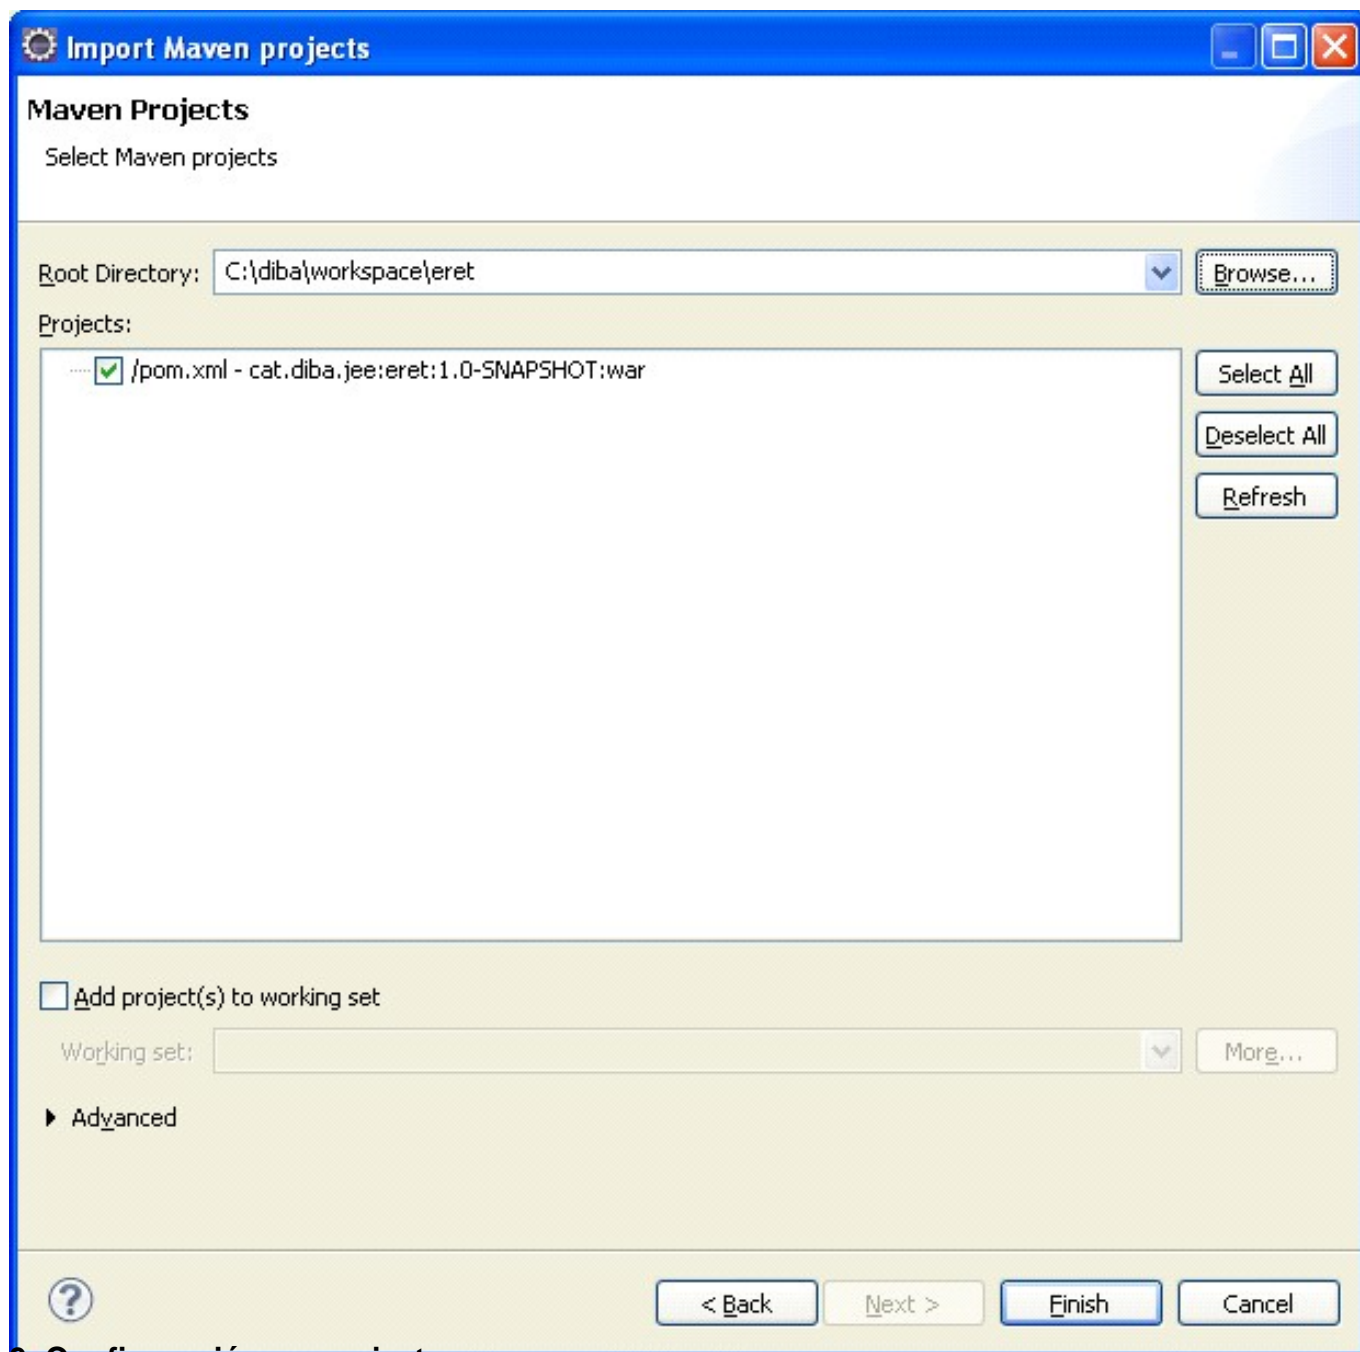 Import Maven projects
Maven Projects
Select Maven projects
Root Directory: C:\diba\workspace\eret Browse...
Projects:
/pom.xml - cat.diba.jee:eret:1.0-SNAPSHOT:war
Select All
Deselect All
Refresh
Add project(s) to working set
Working set: More...
Advanced
? < Back Next > Finish Cancel